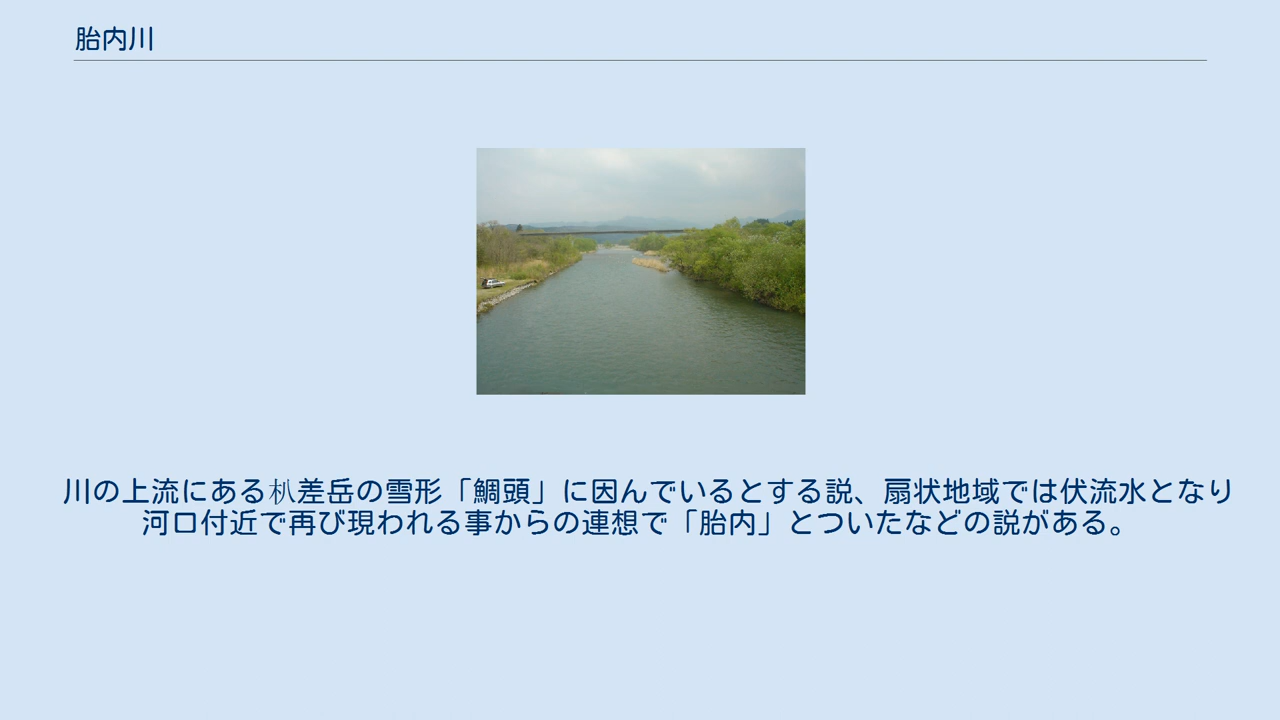 胎内川
川の上流にある朳差岳の雪形「鯛頭」に因んでいるとする説、扇状地域では伏流水となり
河口付近で再び現われる事からの連想で「胎内」とついたなどの説がある。